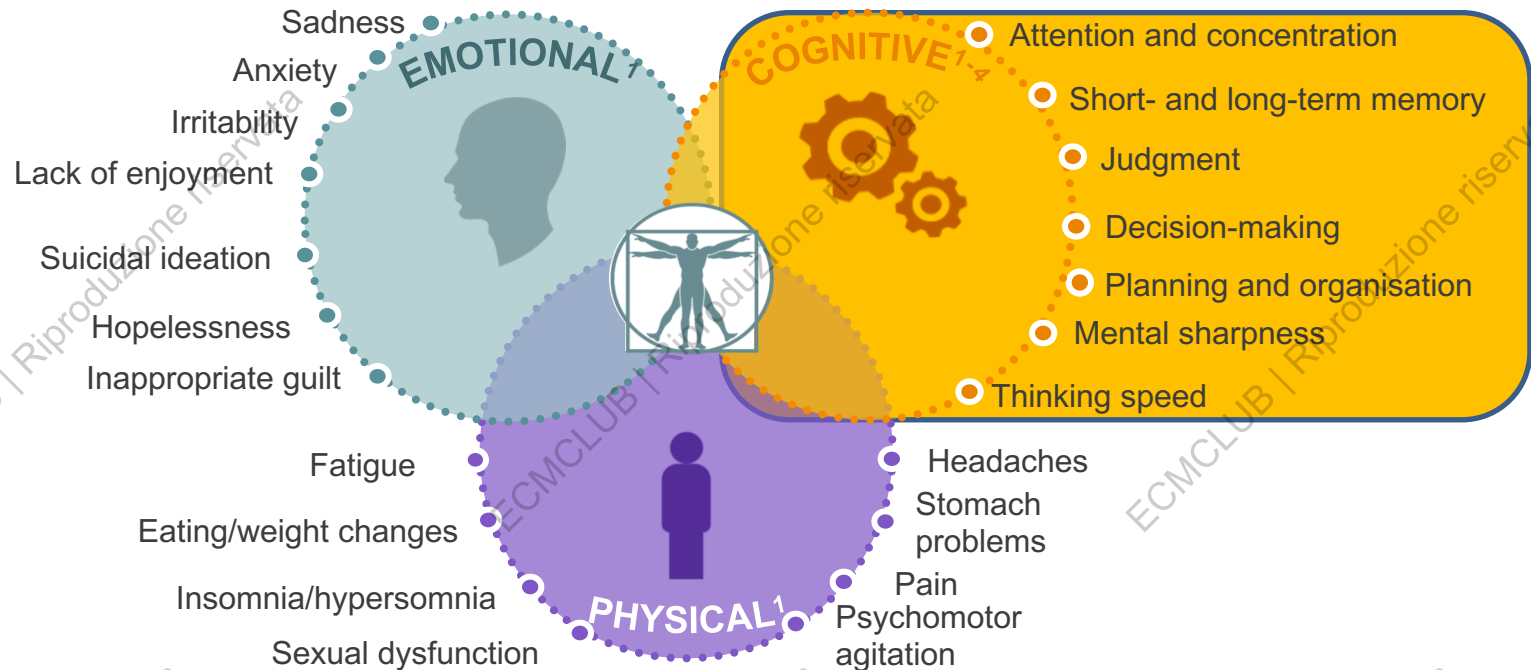 EMOTIONAL1
Sadness
Anxiety
Irritability
Lack of enjoyment
Suicidal ideation
Hopelessness
Inappropriate guilt
COGNITIVE1-4
Attention and concentration
Short- and long-term memory
Judgment
Decision-making
Planning and organisation
Mental sharpness
Thinking speed
PHYSICAL1
Fatigue
Eating/weight changes
Insomnia/hypersomnia
Sexual dysfunction
Headaches
Stomach
problems
Pain
Psychomotor
agitation
| Riproduzione riservata
ECMCLUB | Riproduzione riservata
ECMCLUB | Riproduzione riserv